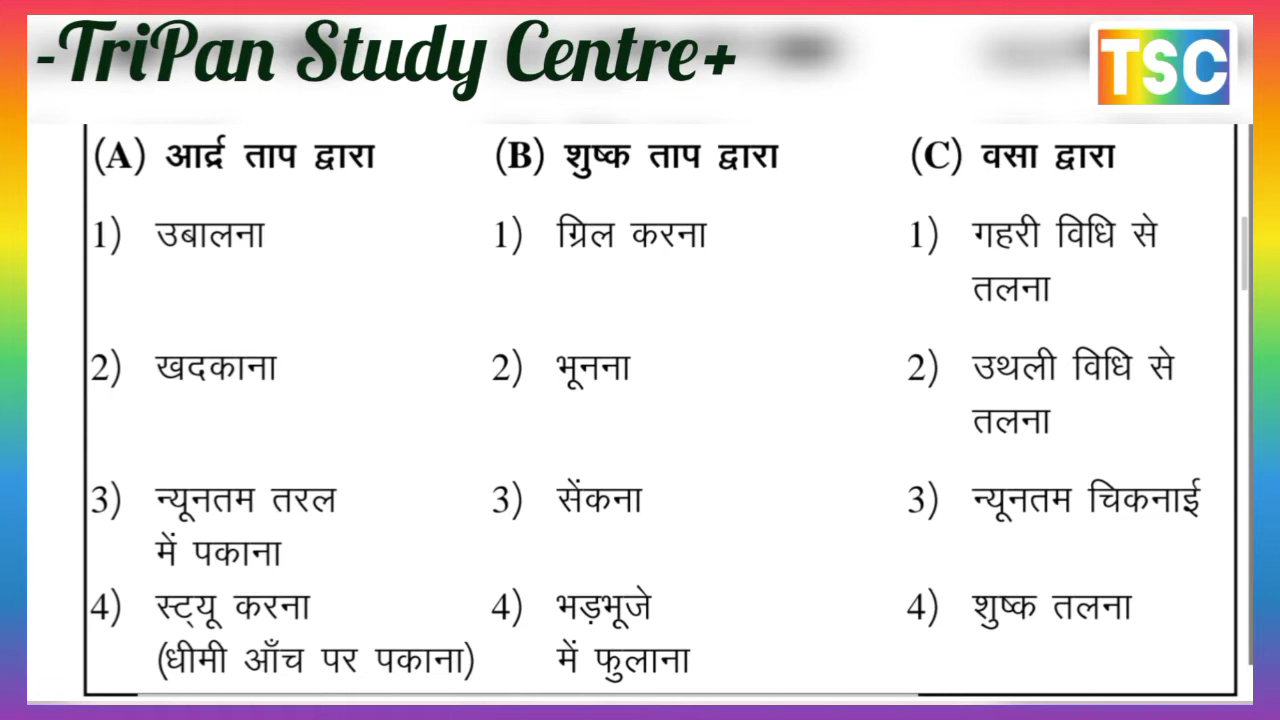 -TriPan Study Centre+
TSC
(A) आर्द्र ताप द्वारा
(B) शुष्क ताप द्वारा
(C) वसा द्वारा
1) उबालना
1) ग्रिल करना
1) गहरी विधि से
तलना
2) खदकाना
2) भूनना
2) उथली विधि से
तलना
3) न्यूनतम तरल
में पकाना
3) सेंकना
3) न्यूनतम चिकनाई
4) स्ट्यू करना
(धीमी आँच पर पकाना)
4) भड़भूजे
में फुलाना
4) शुष्क तलना